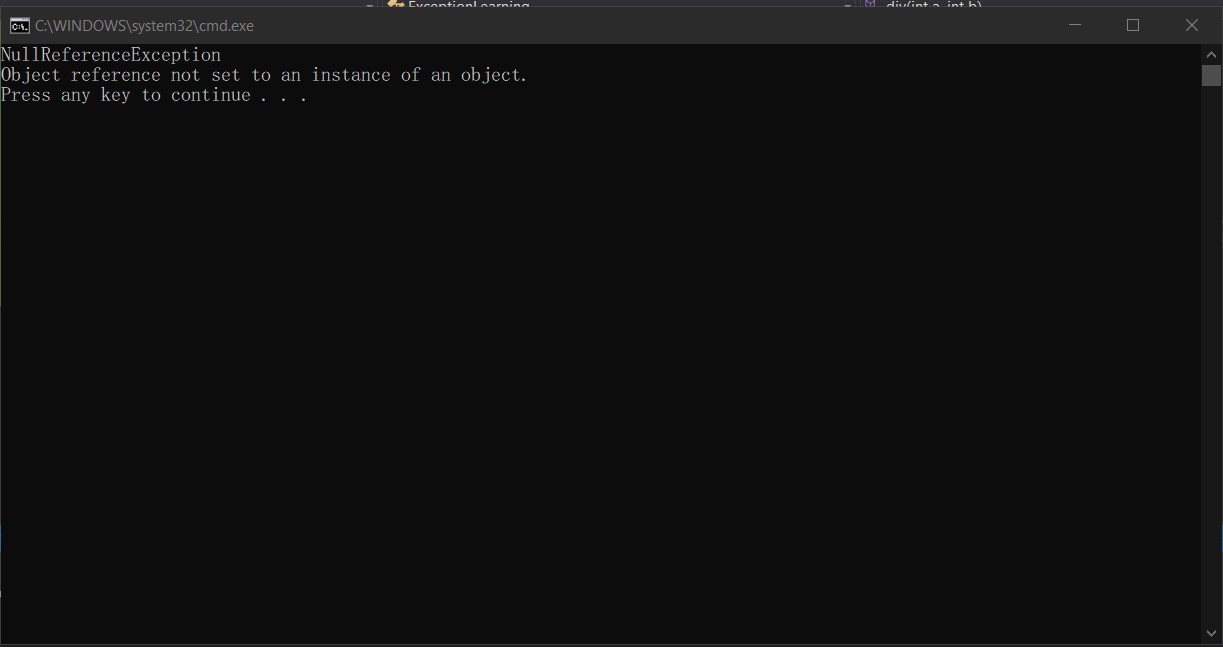 ExceptionLearning
div(int a, int b)
C:\WINDOWS\system32\cmd.exe
NullReferenceException
Object reference not set to an instance of an object.
Press any key to continue . . .